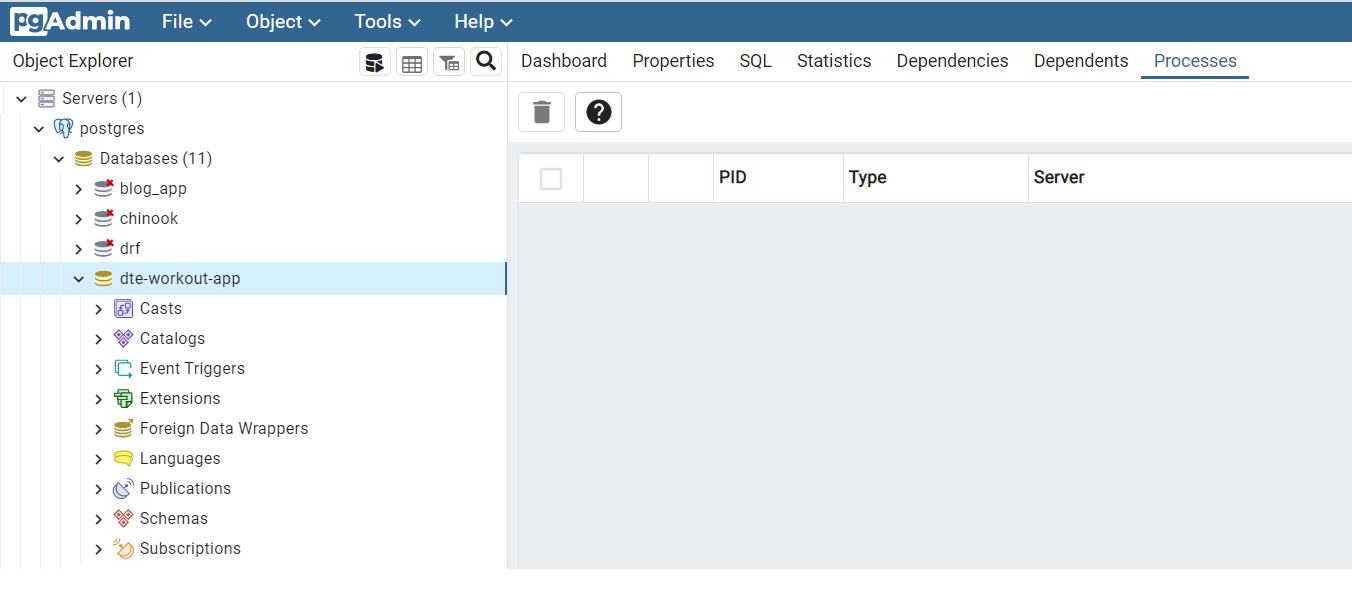 pgAdmin File Object Tools Help
Object Explorer
Dashboard Properties SQL Statistics Dependencies Dependents Processes
Servers (1)
postgres
Databases (11)
blog_app
chinook
drf
dte-workout-app
Casts
Catalogs
Event Triggers
Extensions
Foreign Data Wrappers
Languages
Publications
Schemas
Subscriptions
?
PID Type Server